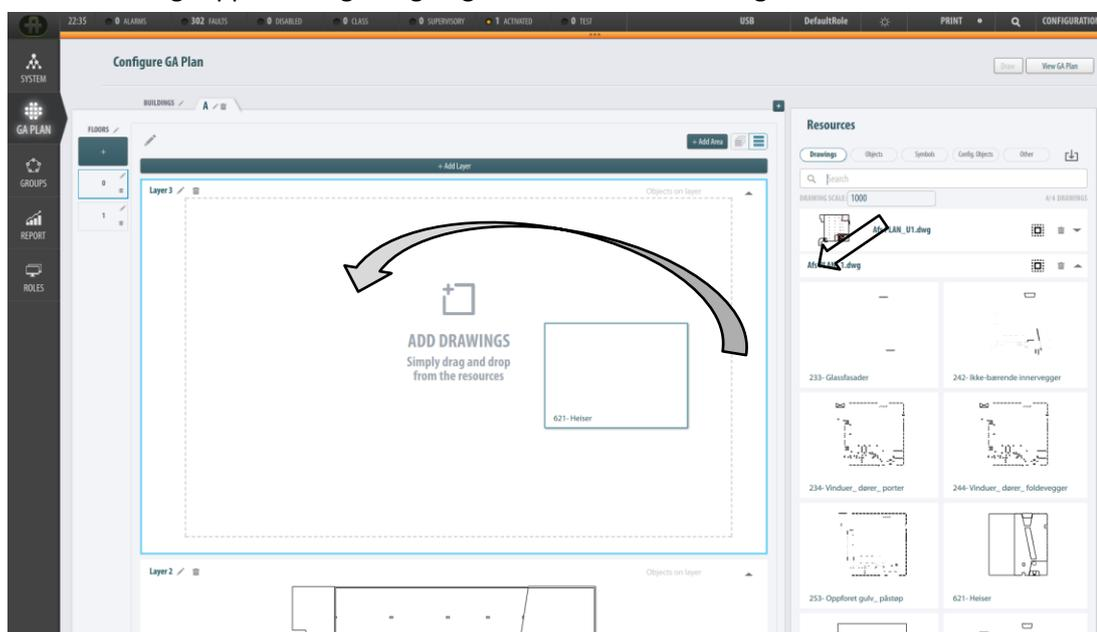 22:35 0 ALARMS 302 FAULTS 0 DISABLED 0 CLASS 0 SUPERVISORY 1 ACTIVATED 0 TEST USB DefaultRole PRINT CONFIGURATION
SYSTEM
GA PLAN
GROUPS
REPORT
ROLES
Configure GA Plan
Draw View GA Plan
BUILDINGS A
FLOORS
+
0
1
+ Add Area
+ Add Layer
Layer 3 Objects on layer
ADD DRAWINGS
Simply drag and drop
from the resources
621- Heiser
Layer 2 Objects on layer
Resources
Drawings Objects Symbols Config. Objects Other
Search
DRAWING SCALE 1000 4/4 DRAWINGS
PLAN_U1.dwg
1.dwg
233- Glassfasader 242- Ikke-bærende innervegger
234- Vinduer_ dører_ porter 244- Vinduer_ dører_ foldevegger
253- Oppforet gulv_ påstøp 621- Heiser